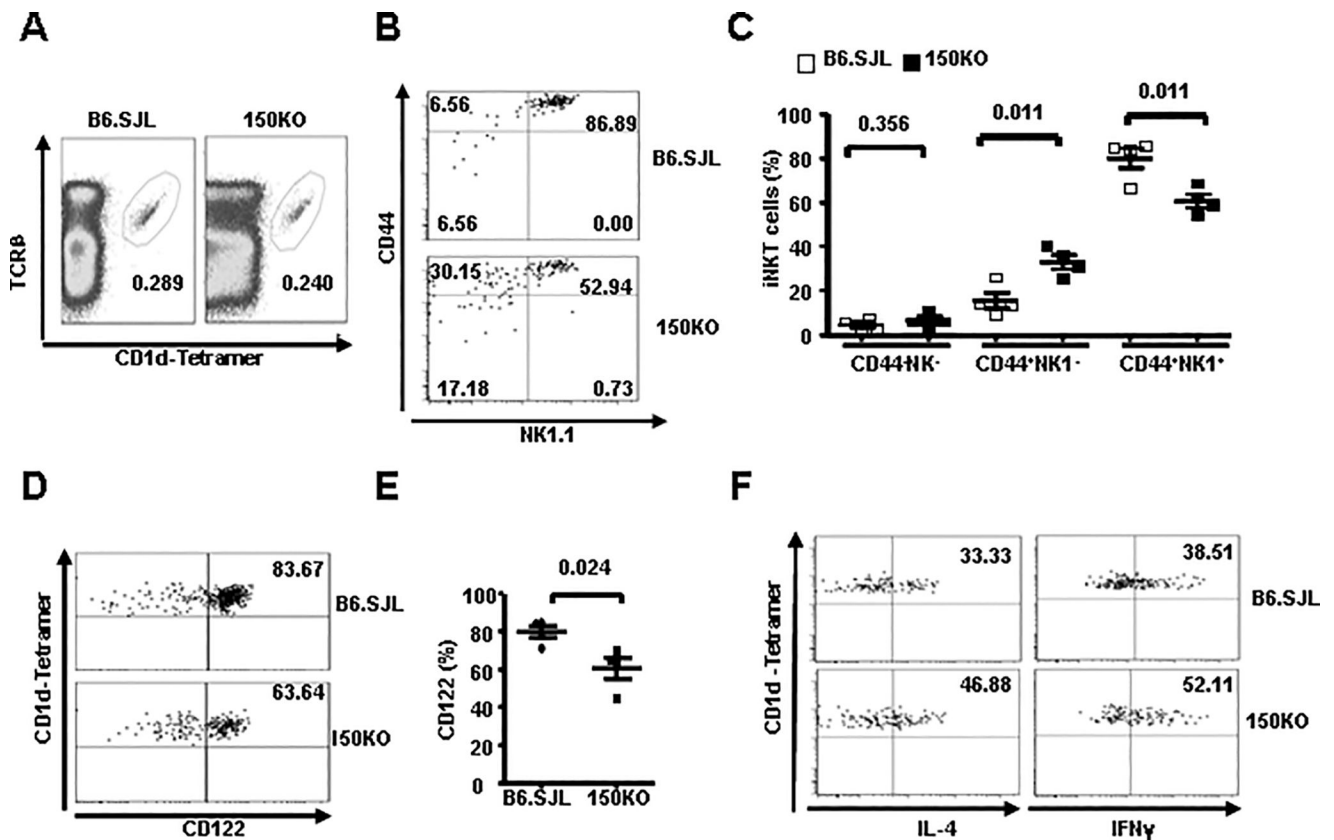 A
B6.SJL
150KO
TCRβ
0.289
0.240
CD1d-Tetramer
B
CD44
6.56
86.89
6.56
0.00
B6.SJL
30.15
52.94
17.18
0.73
150KO
NK1.1
C
B6.SJL
150KO
0.356
0.011
0.011
iNKT cells (%)
100
80
60
40
20
0
CD44-NK-
CD44+NK1-
CD44+NK1+
D
CD1d-Tetramer
83.67
B6.SJL
63.64
150KO
CD122
E
0.024
CD122 (%)
100
80
60
40
20
0
B6.SJL
150KO
F
CD1d -Tetramer
33.33
38.51
B6.SJL
46.88
52.11
150KO
IL-4
IFNγ